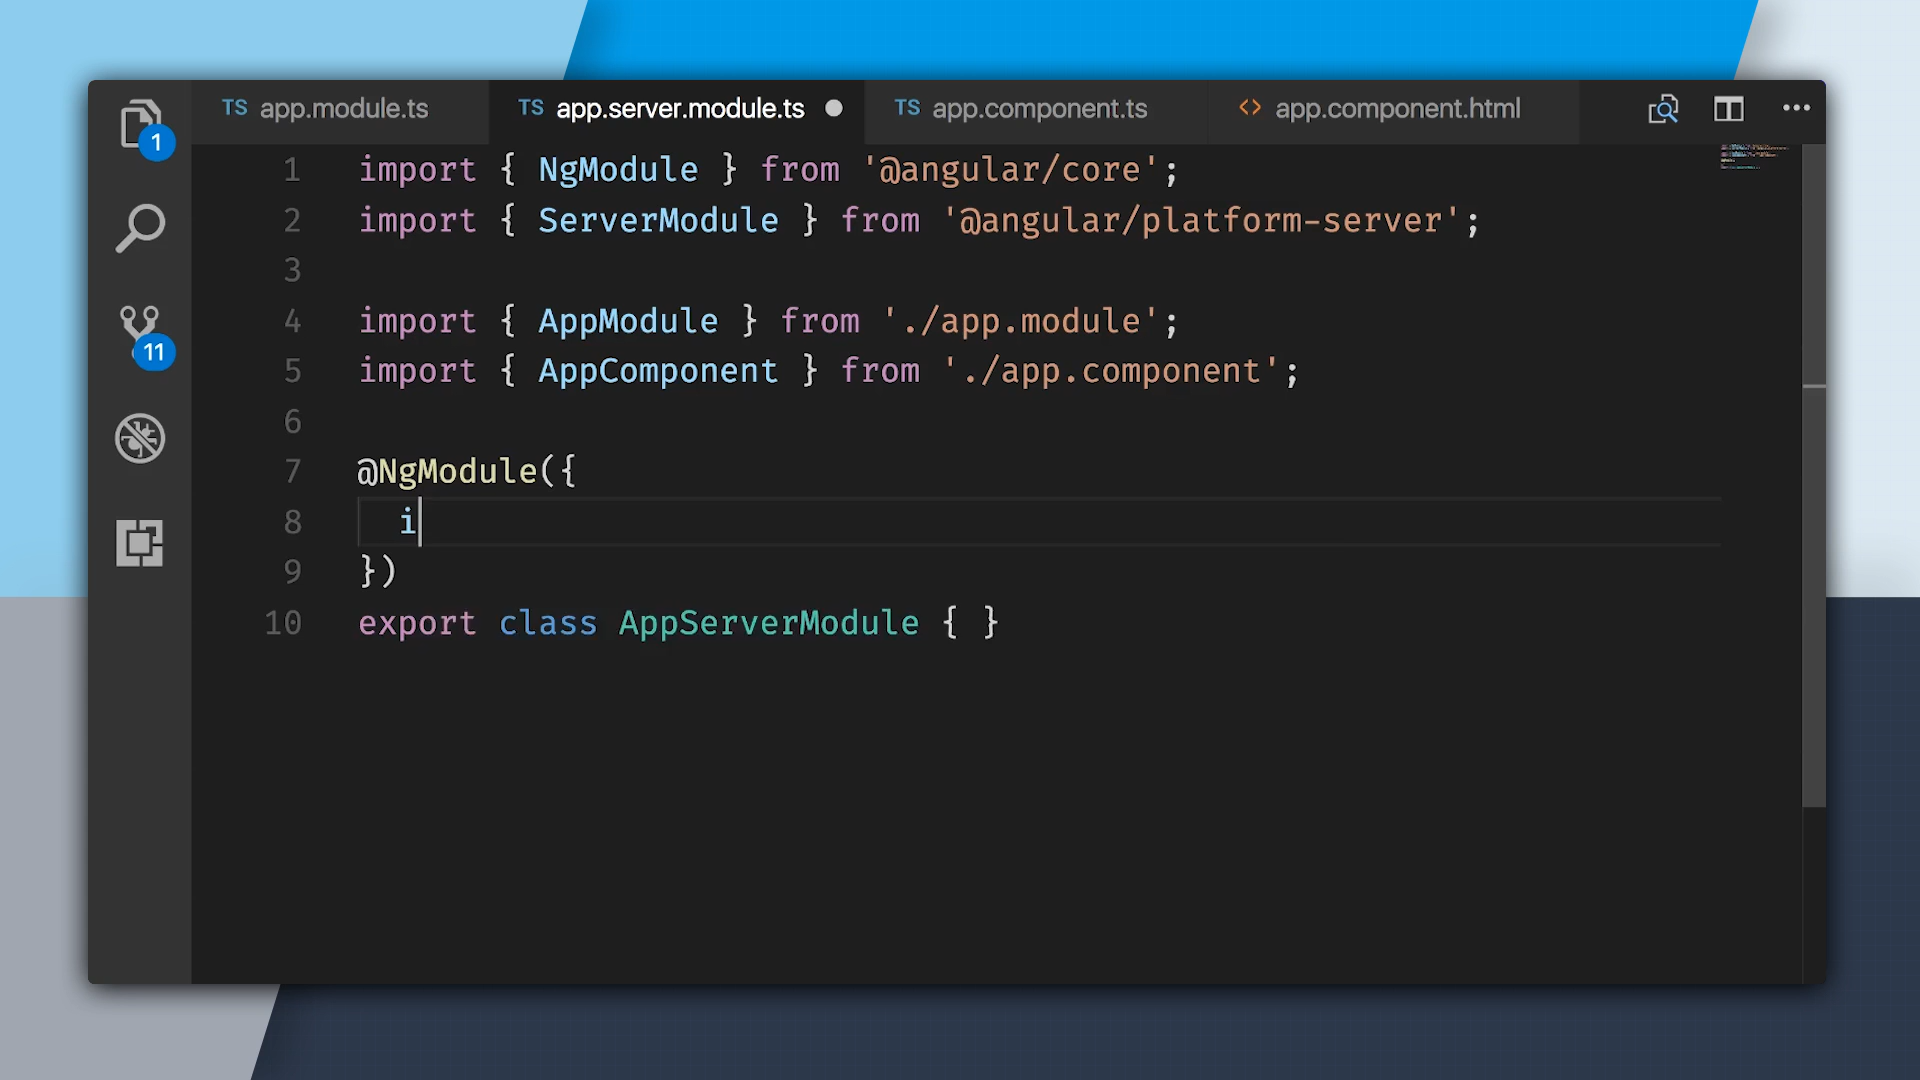 TS app.module.ts TS app.server.module.ts TS app.component.ts <> app.component.html
1
11
1 import { NgModule } from '@angular/core';
2 import { ServerModule } from '@angular/platform-server';
3
4 import { AppModule } from './app.module';
5 import { AppComponent } from './app.component';
6
7 @NgModule({
8   i
9 })
10 export class AppServerModule { }